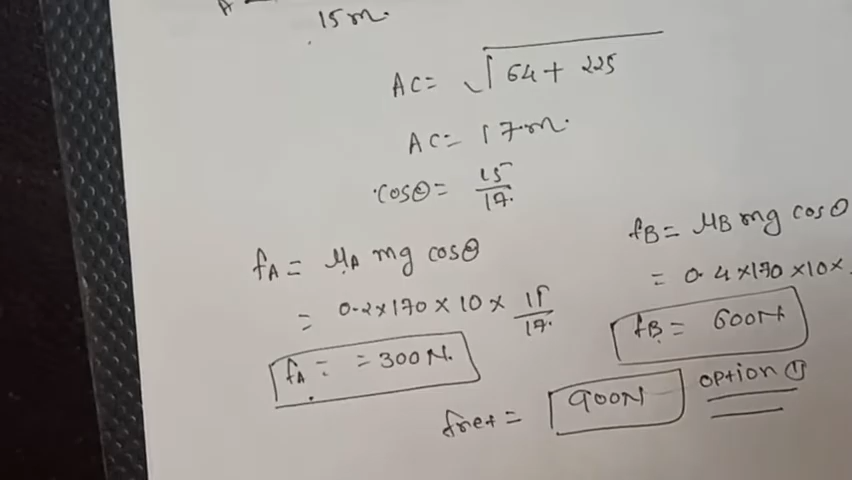 A
15m.
AC = √64 + 225
AC = 17m.
cosθ = 15/17.
fA = μA mg cosθ
= 0.2 × 170 × 10 × 15/17.
fA = = 300N.
fB = μB mg cosθ
= 0.4 × 170 × 10 ×
fB = 600N
fnet = 900N option ①